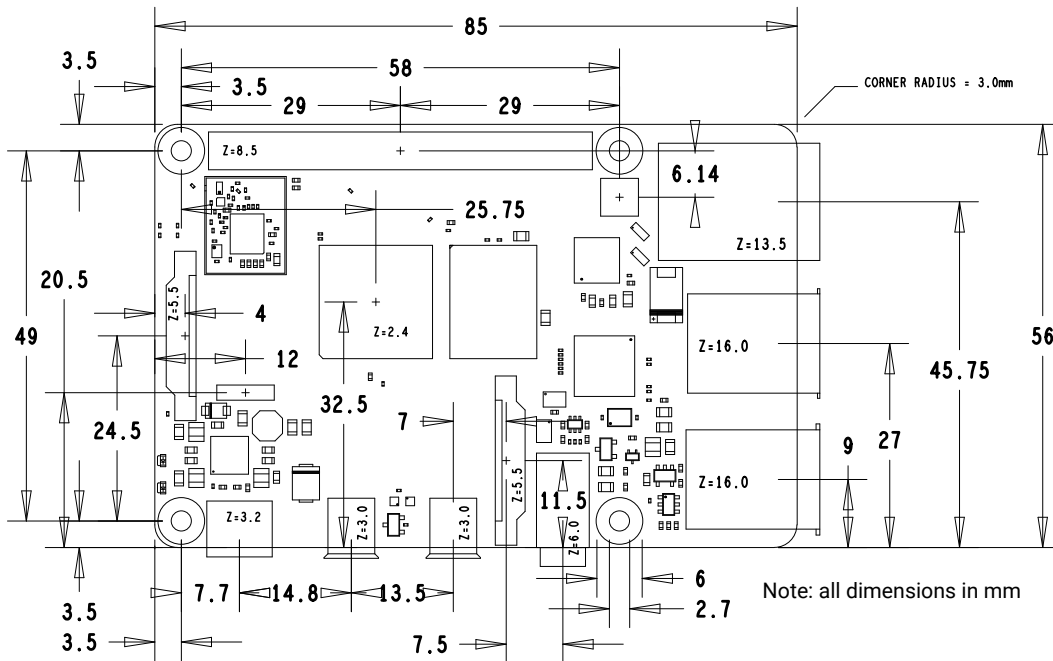 85
3.5
58
3.5
CORNER RADIUS = 3.0mm
29
29
Z=8.5
6.14
25.75
Z=13.5
20.5
Z=5.5
4
49
Z=2.4
56
12
Z=16.0
45.75
32.5
24.5
7
27
9
Z=16.0
Z=5.5
11.5
Z=3.2
Z=3.0
Z=3.0
Z=6.0
7.7
14.8
13.5
6
Note: all dimensions in mm
3.5
2.7
3.5
7.5